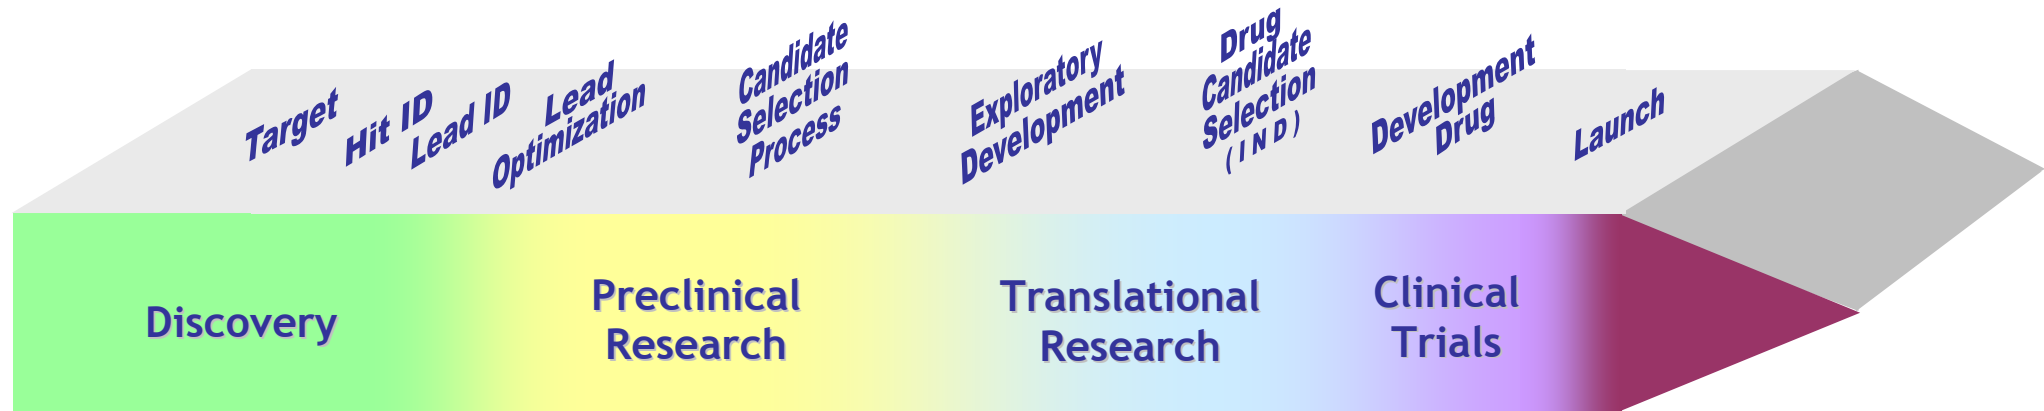 Target
Hit ID
Lead ID
Lead
Optimization
Candidate
Selection
Process
Exploratory
Development
Drug
Candidate
Selection
( I N D )
Development
Drug
Launch
Discovery
Preclinical
Research
Translational
Research
Clinical
Trials